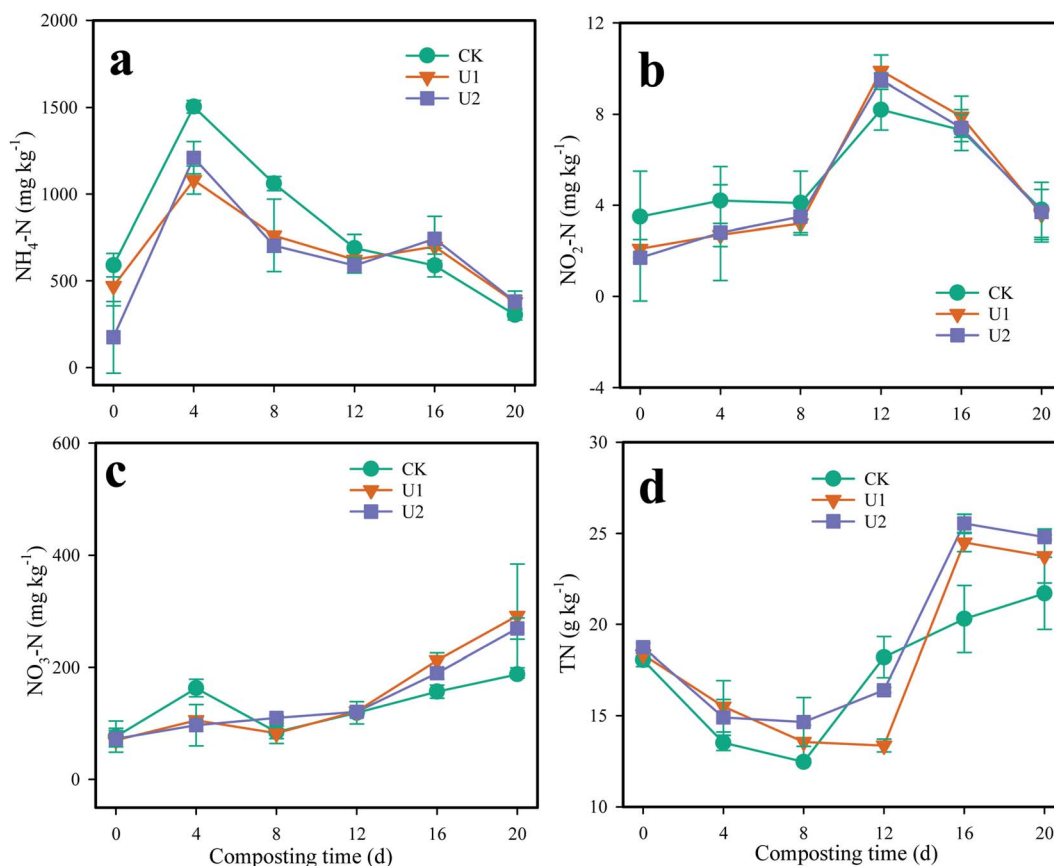 a
CK
U1
U2
NH₄-N (mg kg⁻¹)
2000
1500
1000
500
0
0 4 8 12 16 20
b
CK
U1
U2
NO₂-N (mg kg⁻¹)
12
8
4
0
-4
0 4 8 12 16 20
c
CK
U1
U2
NO₃-N (mg kg⁻¹)
600
400
200
0
0 4 8 12 16 20
Composting time (d)
d
CK
U1
U2
TN (g kg⁻¹)
30
25
20
15
10
0 4 8 12 16 20
Composting time (d)